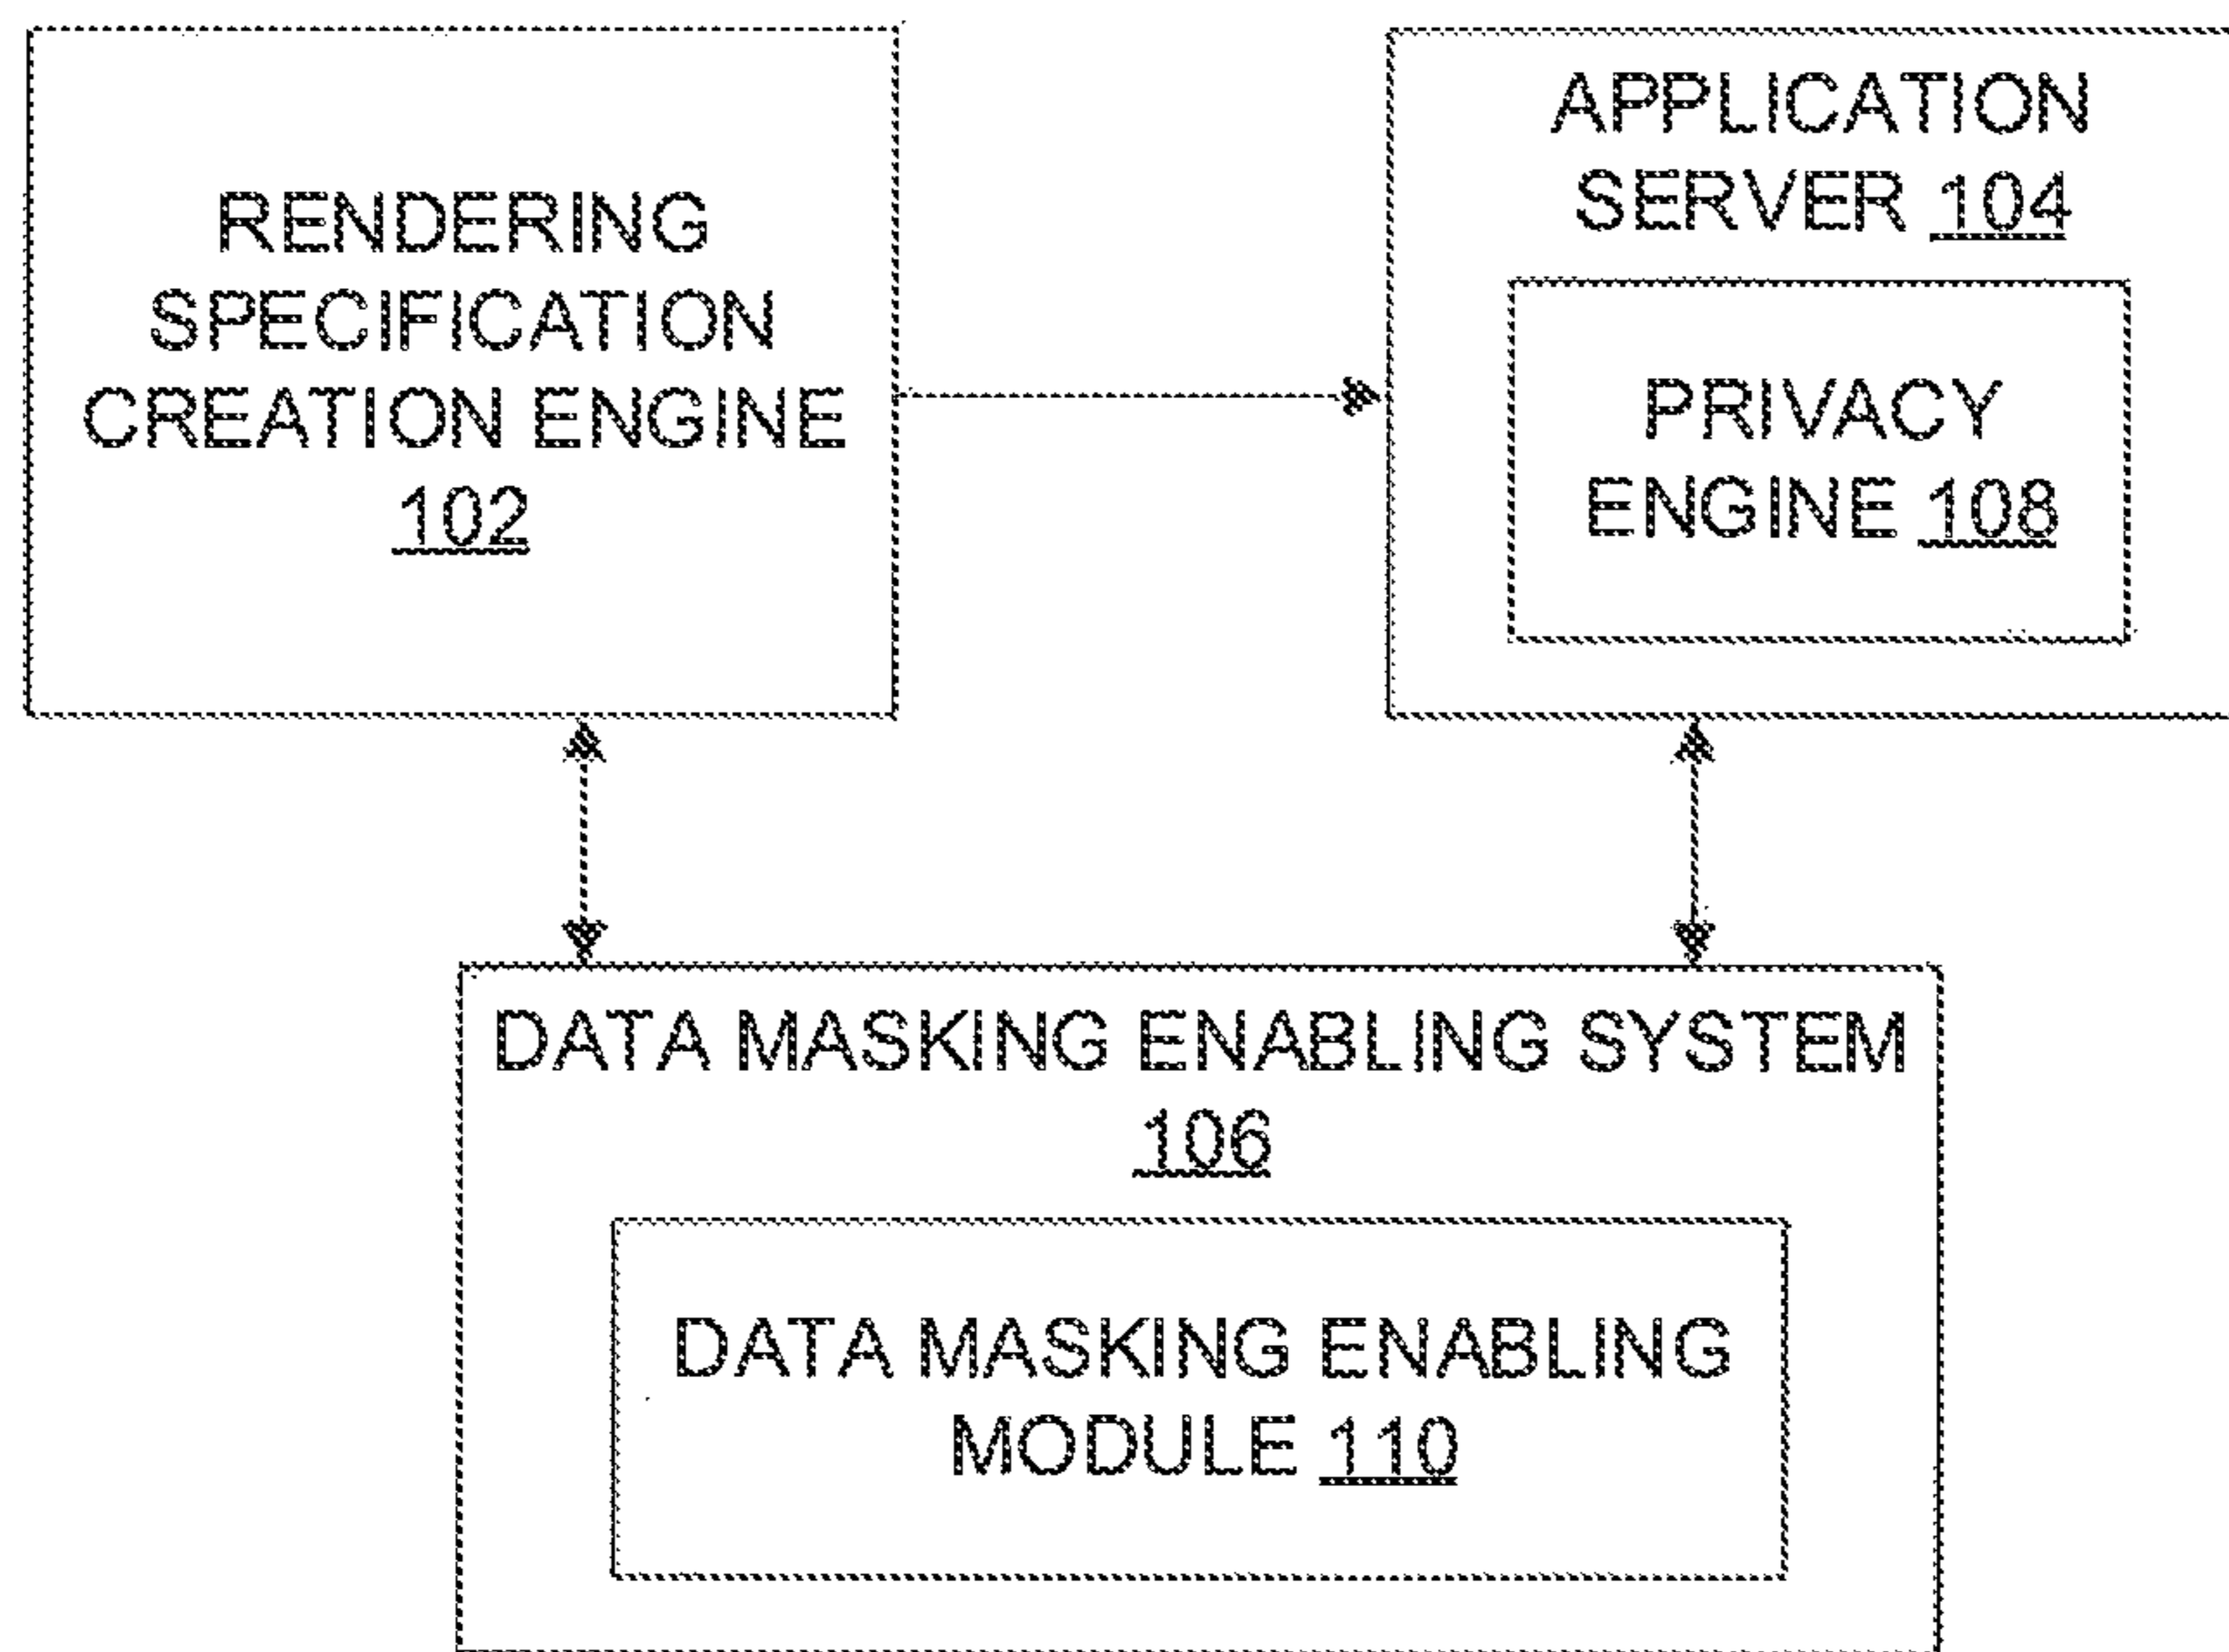 RENDERING
SPECIFICATION
CREATION ENGINE
102
APPLICATION
SERVER 104
PRIVACY
ENGINE 108
DATA MASKING ENABLING SYSTEM
106
DATA MASKING ENABLING
MODULE 110